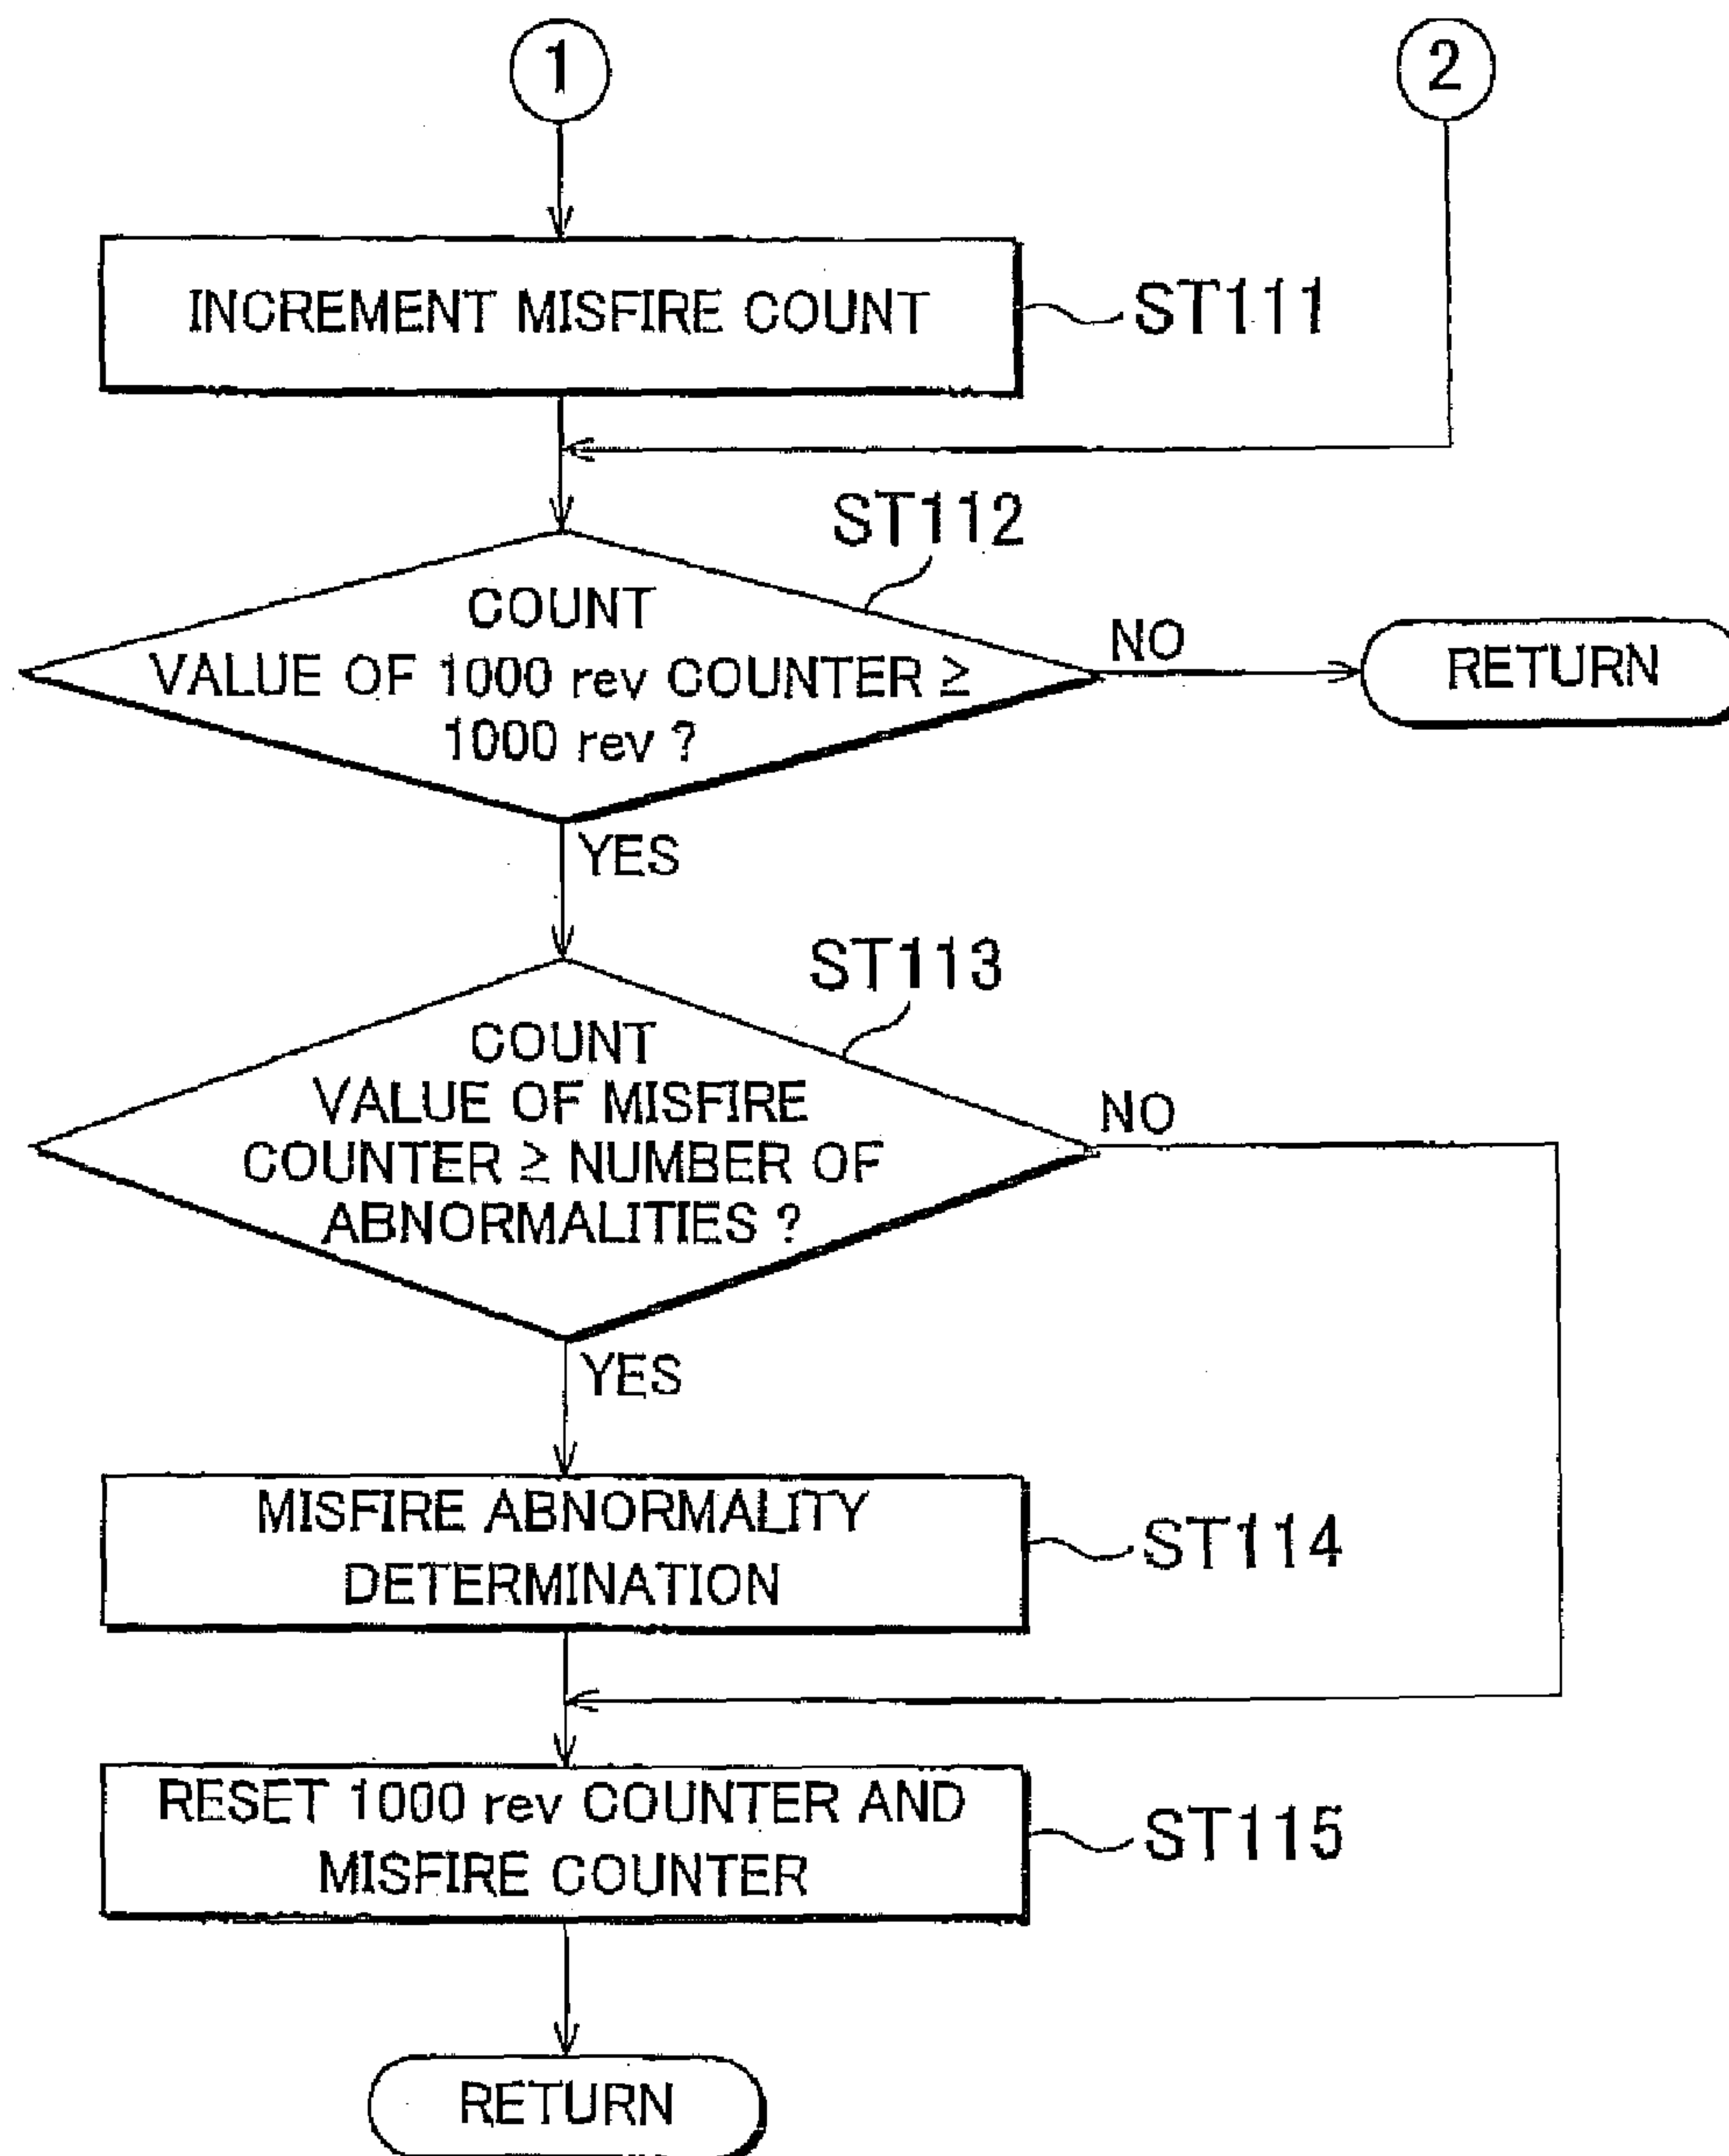 1
2
INCREMENT MISFIRE COUNT
ST111
ST112
COUNT
VALUE OF 1000 rev COUNTER ≥
1000 rev ?
NO
RETURN
YES
ST113
COUNT
VALUE OF MISFIRE
COUNTER ≥ NUMBER OF
ABNORMALITIES ?
NO
YES
MISFIRE ABNORMALITY
DETERMINATION
ST114
RESET 1000 rev COUNTER AND
MISFIRE COUNTER
ST115
RETURN